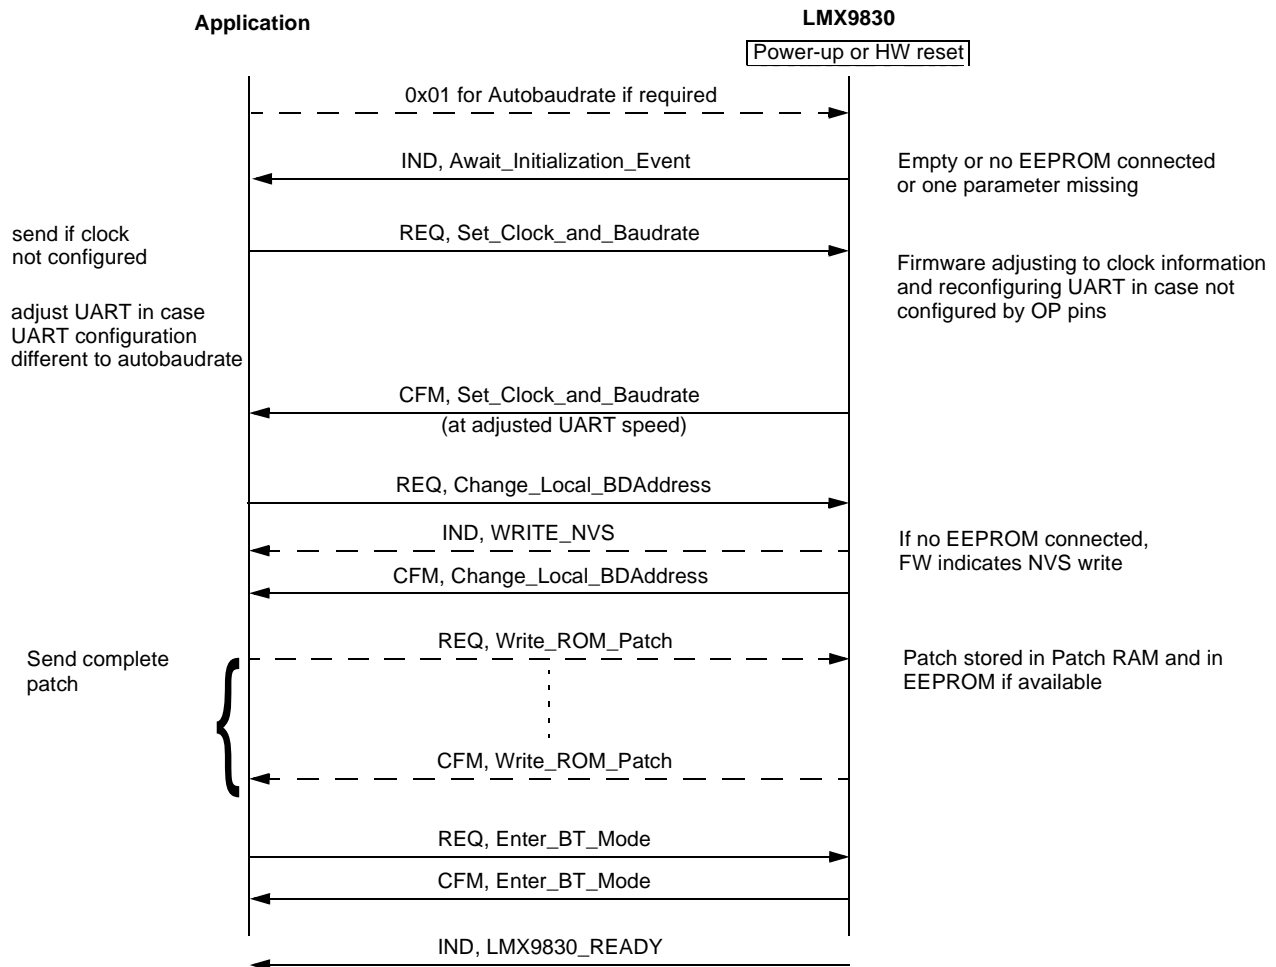 Application
LMX9830
Power-up or HW reset
0x01 for Autobaudrate if required
IND, Await_Initialization_Event
Empty or no EEPROM connected
or one parameter missing
send if clock
not configured
REQ, Set_Clock_and_Baudrate
Firmware adjusting to clock information
and reconfiguring UART in case not
configured by OP pins
adjust UART in case
UART configuration
different to autobaudrate
CFM, Set_Clock_and_Baudrate
(at adjusted UART speed)
REQ, Change_Local_BDAddress
IND, WRITE_NVS
If no EEPROM connected,
FW indicates NVS write
CFM, Change_Local_BDAddress
Send complete
patch
REQ, Write_ROM_Patch
Patch stored in Patch RAM and in
EEPROM if available
CFM, Write_ROM_Patch
REQ, Enter_BT_Mode
CFM, Enter_BT_Mode
IND, LMX9830_READY